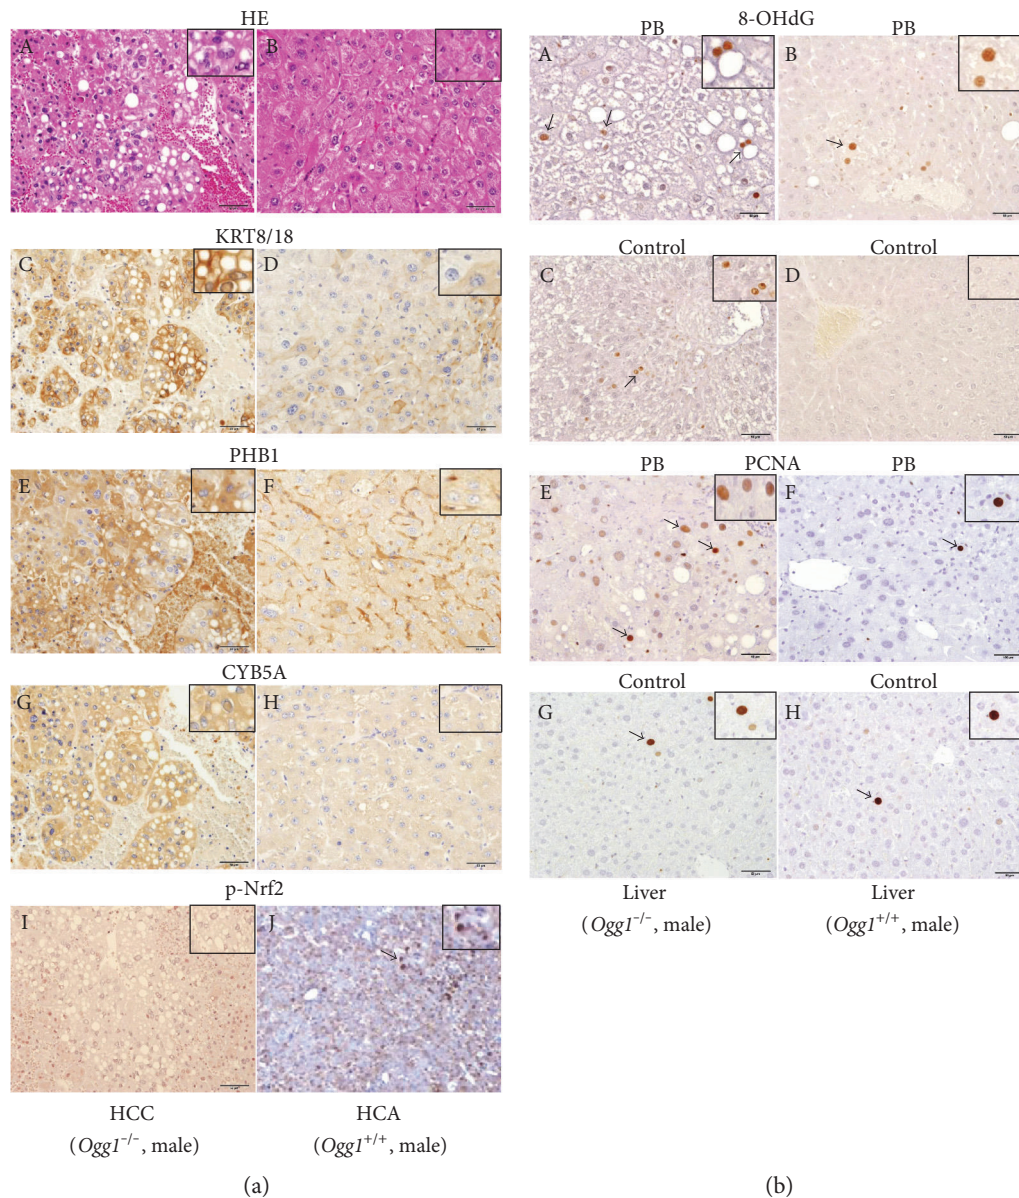 HE
A
B
KRT8/18
C
D
PHB1
E
F
CYB5A
G
H
p-Nrf2
I
J
HCC
HCA
(Ogg1−/−, male)
(Ogg1+/+, male)
(a)
8-OHdG
PB
PB
A
B
Control
Control
C
D
PB
PCNA
PB
E
F
Control
Control
G
H
Liver
Liver
(Ogg1−/−, male)
(Ogg1+/+, male)
(b)